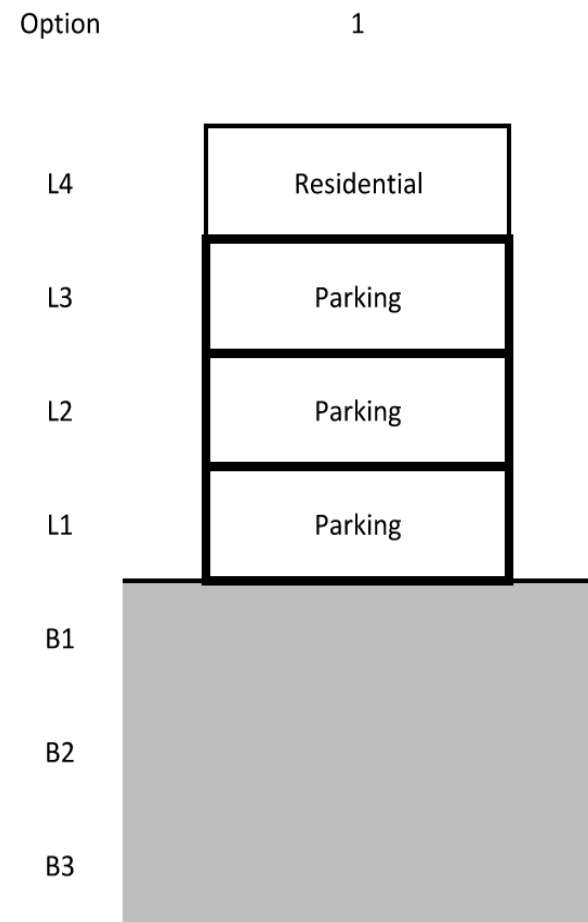 Option 1
L4 Residential
L3 Parking
L2 Parking
L1 Parking
B1
B2
B3